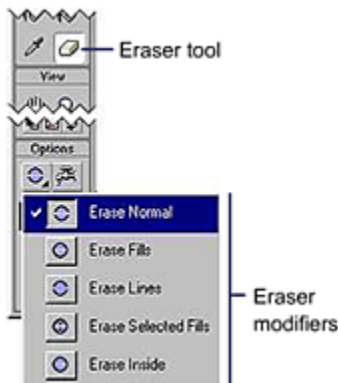 Eraser tool
View
Options
Erase Normal
Erase Fills
Erase Lines
Erase Selected Fills
Erase Inside
Eraser
modifiers